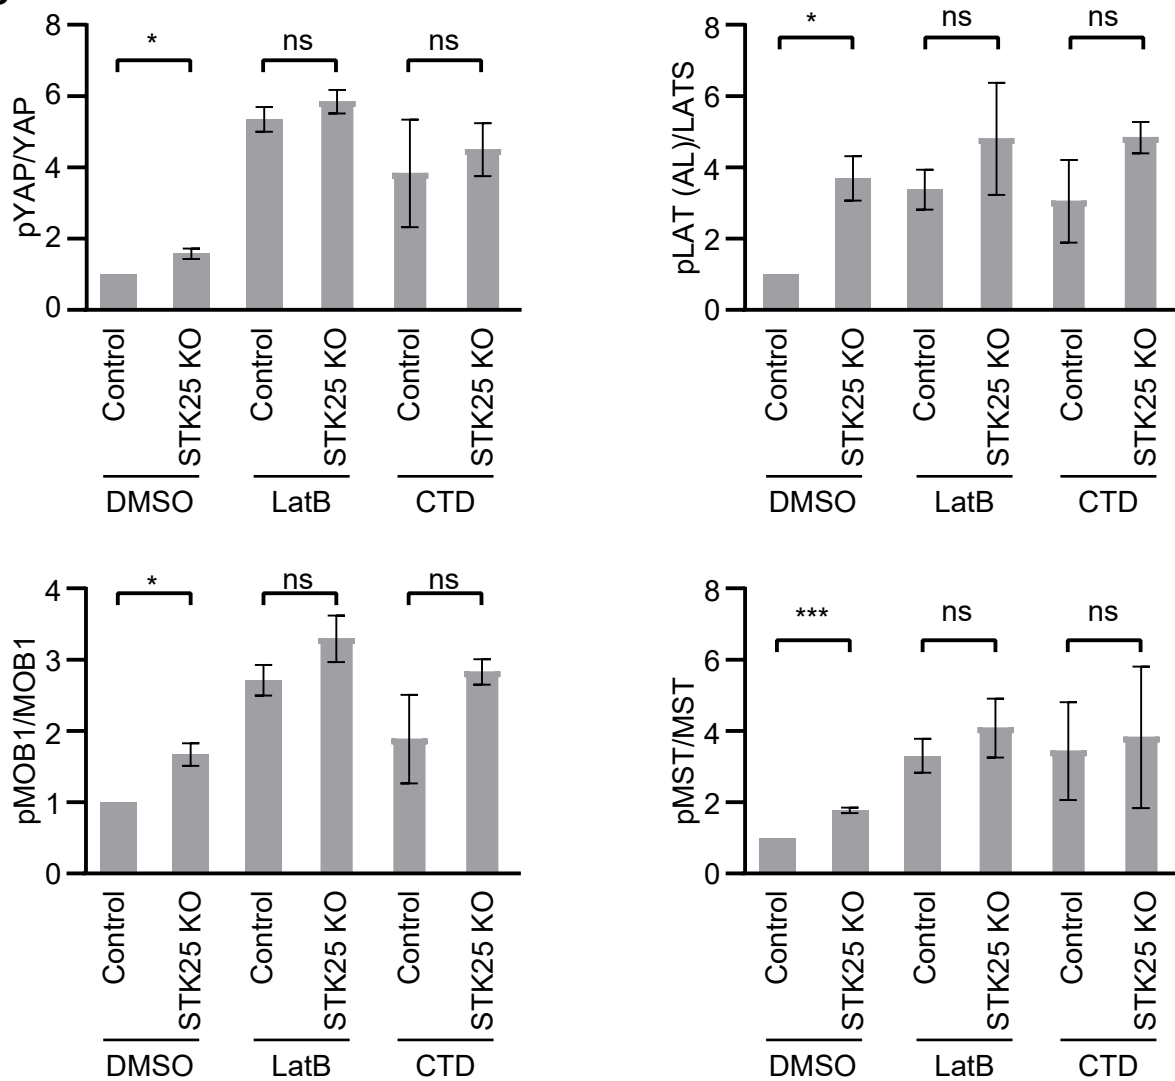 pYAP/YAP
8
6
4
2
0
*
ns
ns
Control
STK25 KO
Control
STK25 KO
Control
STK25 KO
DMSO
LatB
CTD
pLAT (AL)/LATS
8
6
4
2
0
*
ns
ns
Control
STK25 KO
Control
STK25 KO
Control
STK25 KO
DMSO
LatB
CTD
pMOB1/MOB1
4
3
2
1
0
*
ns
ns
Control
STK25 KO
Control
STK25 KO
Control
STK25 KO
DMSO
LatB
CTD
pMST/MST
8
6
4
2
0
***
ns
ns
Control
STK25 KO
Control
STK25 KO
Control
STK25 KO
DMSO
LatB
CTD